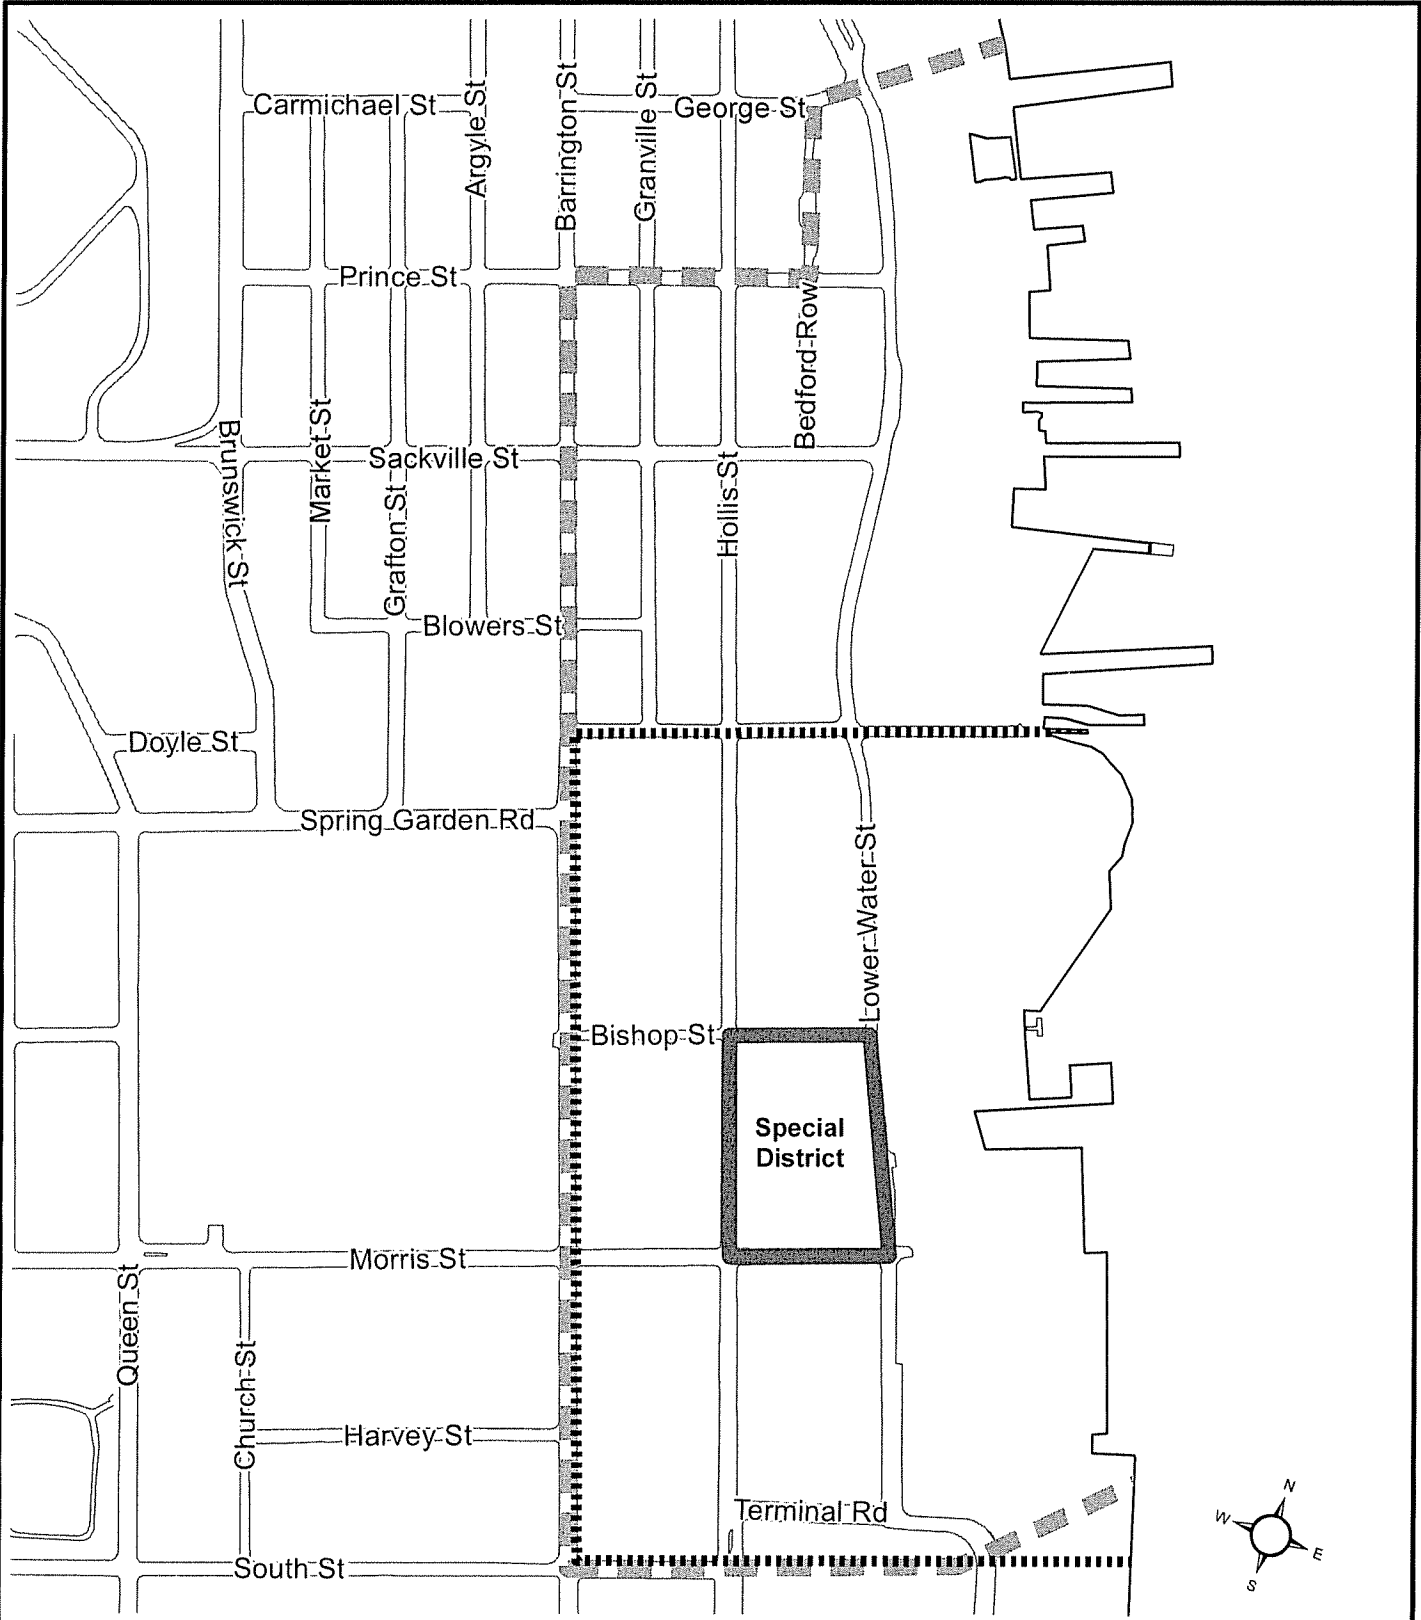 Carmichael St
Argyle St
Barrington St
Granville St
George St
Prince St
Bedford Row
Brunswick St
Market St
Sackville St
Grafton St
Hollis St
Blowers St
Doyle St
Spring Garden Rd
Lower Water St
Bishop St
Special
District
Morris St
Queen St
Church St
Harvey St
Terminal Rd
South St
N
W
E
S